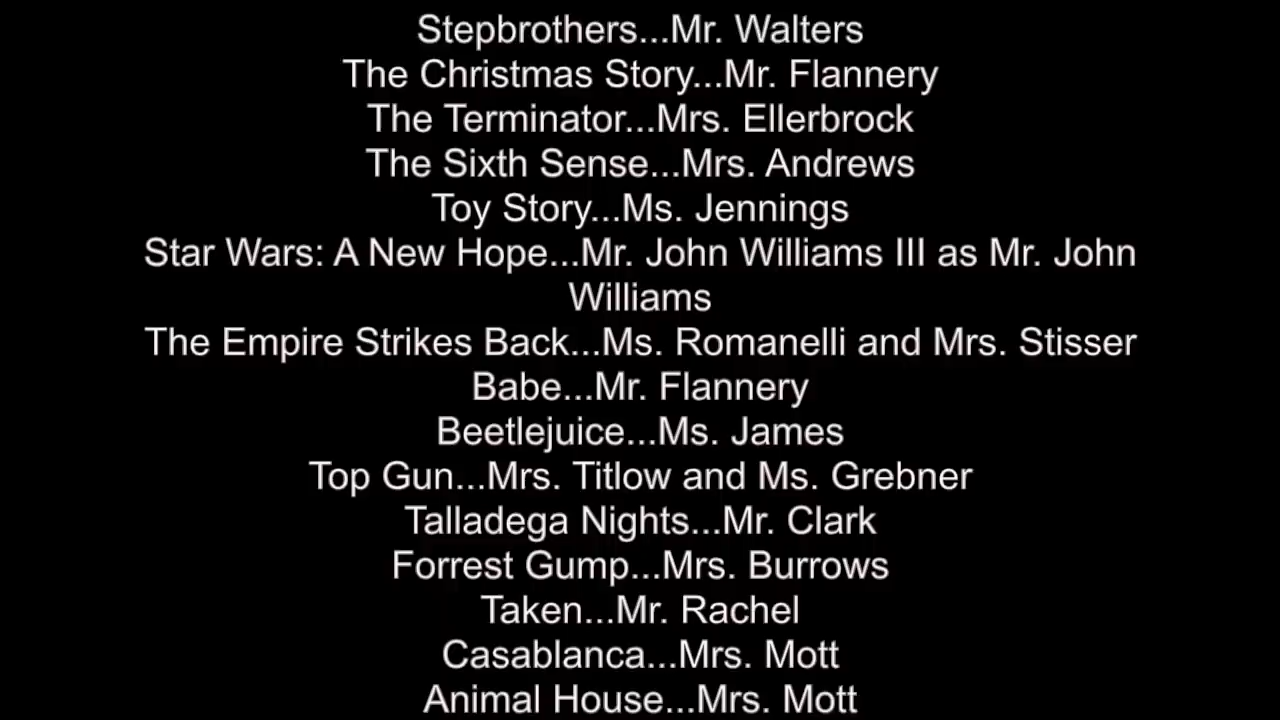 Stepbrothers...Mr. Walters
The Christmas Story...Mr. Flannery
The Terminator...Mrs. Ellerbrock
The Sixth Sense...Mrs. Andrews
Toy Story...Ms. Jennings
Star Wars: A New Hope...Mr. John Williams III as Mr. John
Williams
The Empire Strikes Back...Ms. Romanelli and Mrs. Stisser
Babe...Mr. Flannery
Beetlejuice...Ms. James
Top Gun...Mrs. Titlow and Ms. Grebner
Talladega Nights...Mr. Clark
Forrest Gump...Mrs. Burrows
Taken...Mr. Rachel
Casablanca...Mrs. Mott
Animal House...Mrs. Mott